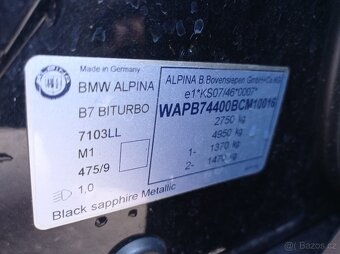 Made in Germany
BMW ALPINA
B7 BITURBO
7103LL
M1
475/9
1,0
Black sapphire Metallic
ALPINA B.Bovensiepen GmbH+Co.KG
e1*KS07/46*0007*
WAPB74400BCM10016
2750 kg
4950 kg
1- 1370 kg
2- 1470 kg
Sbazos.cz